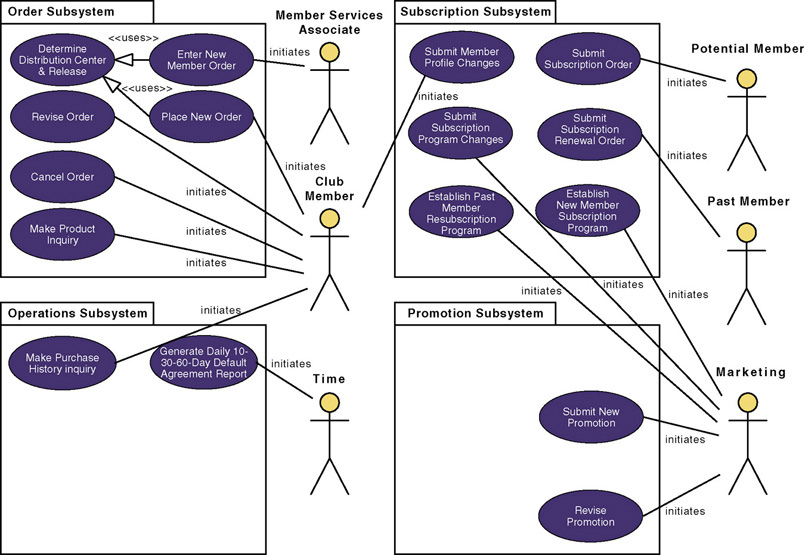 Order Subsystem
Determine
Distribution Center
& Release
<<uses>>
Enter New
Member Order
<<uses>>
Revise Order
Place New Order
Cancel Order
Make Product
Inquiry
Member Services
Associate
initiates
initiates
Club
Member
initiates
initiates
initiates
initiates
Operations Subsystem
Make Purchase
History inquiry
Generate Daily 10-
30-60-Day Default
Agreement Report
initiates
Time
Subscription Subsystem
Submit Member
Profile Changes
Submit
Subscription Order
initiates
Submit
Subscription
Program Changes
Submit
Subscription
Renewal Order
Establish Past
Member
Resubscription
Program
Establish
New Member
Subscription
Program
Potential Member
initiates
initiates
Past Member
initiates
initiates
Promotion Subsystem
Marketing
Submit New
Promotion
initiates
Revise
Promotion
initiates